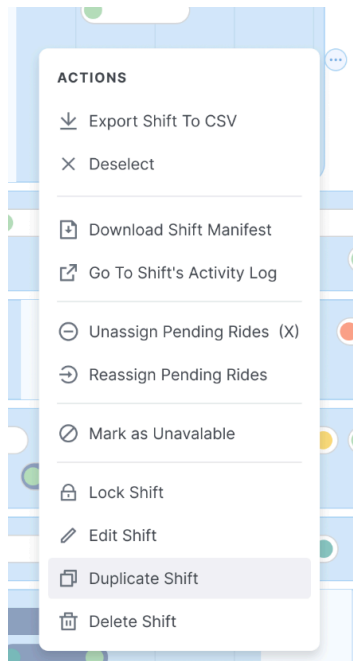 ACTIONS
Export Shift To CSV
Deselect
Download Shift Manifest
Go To Shift's Activity Log
Unassign Pending Rides (X)
Reassign Pending Rides
Mark as Unavalable
Lock Shift
Edit Shift
Duplicate Shift
Delete Shift